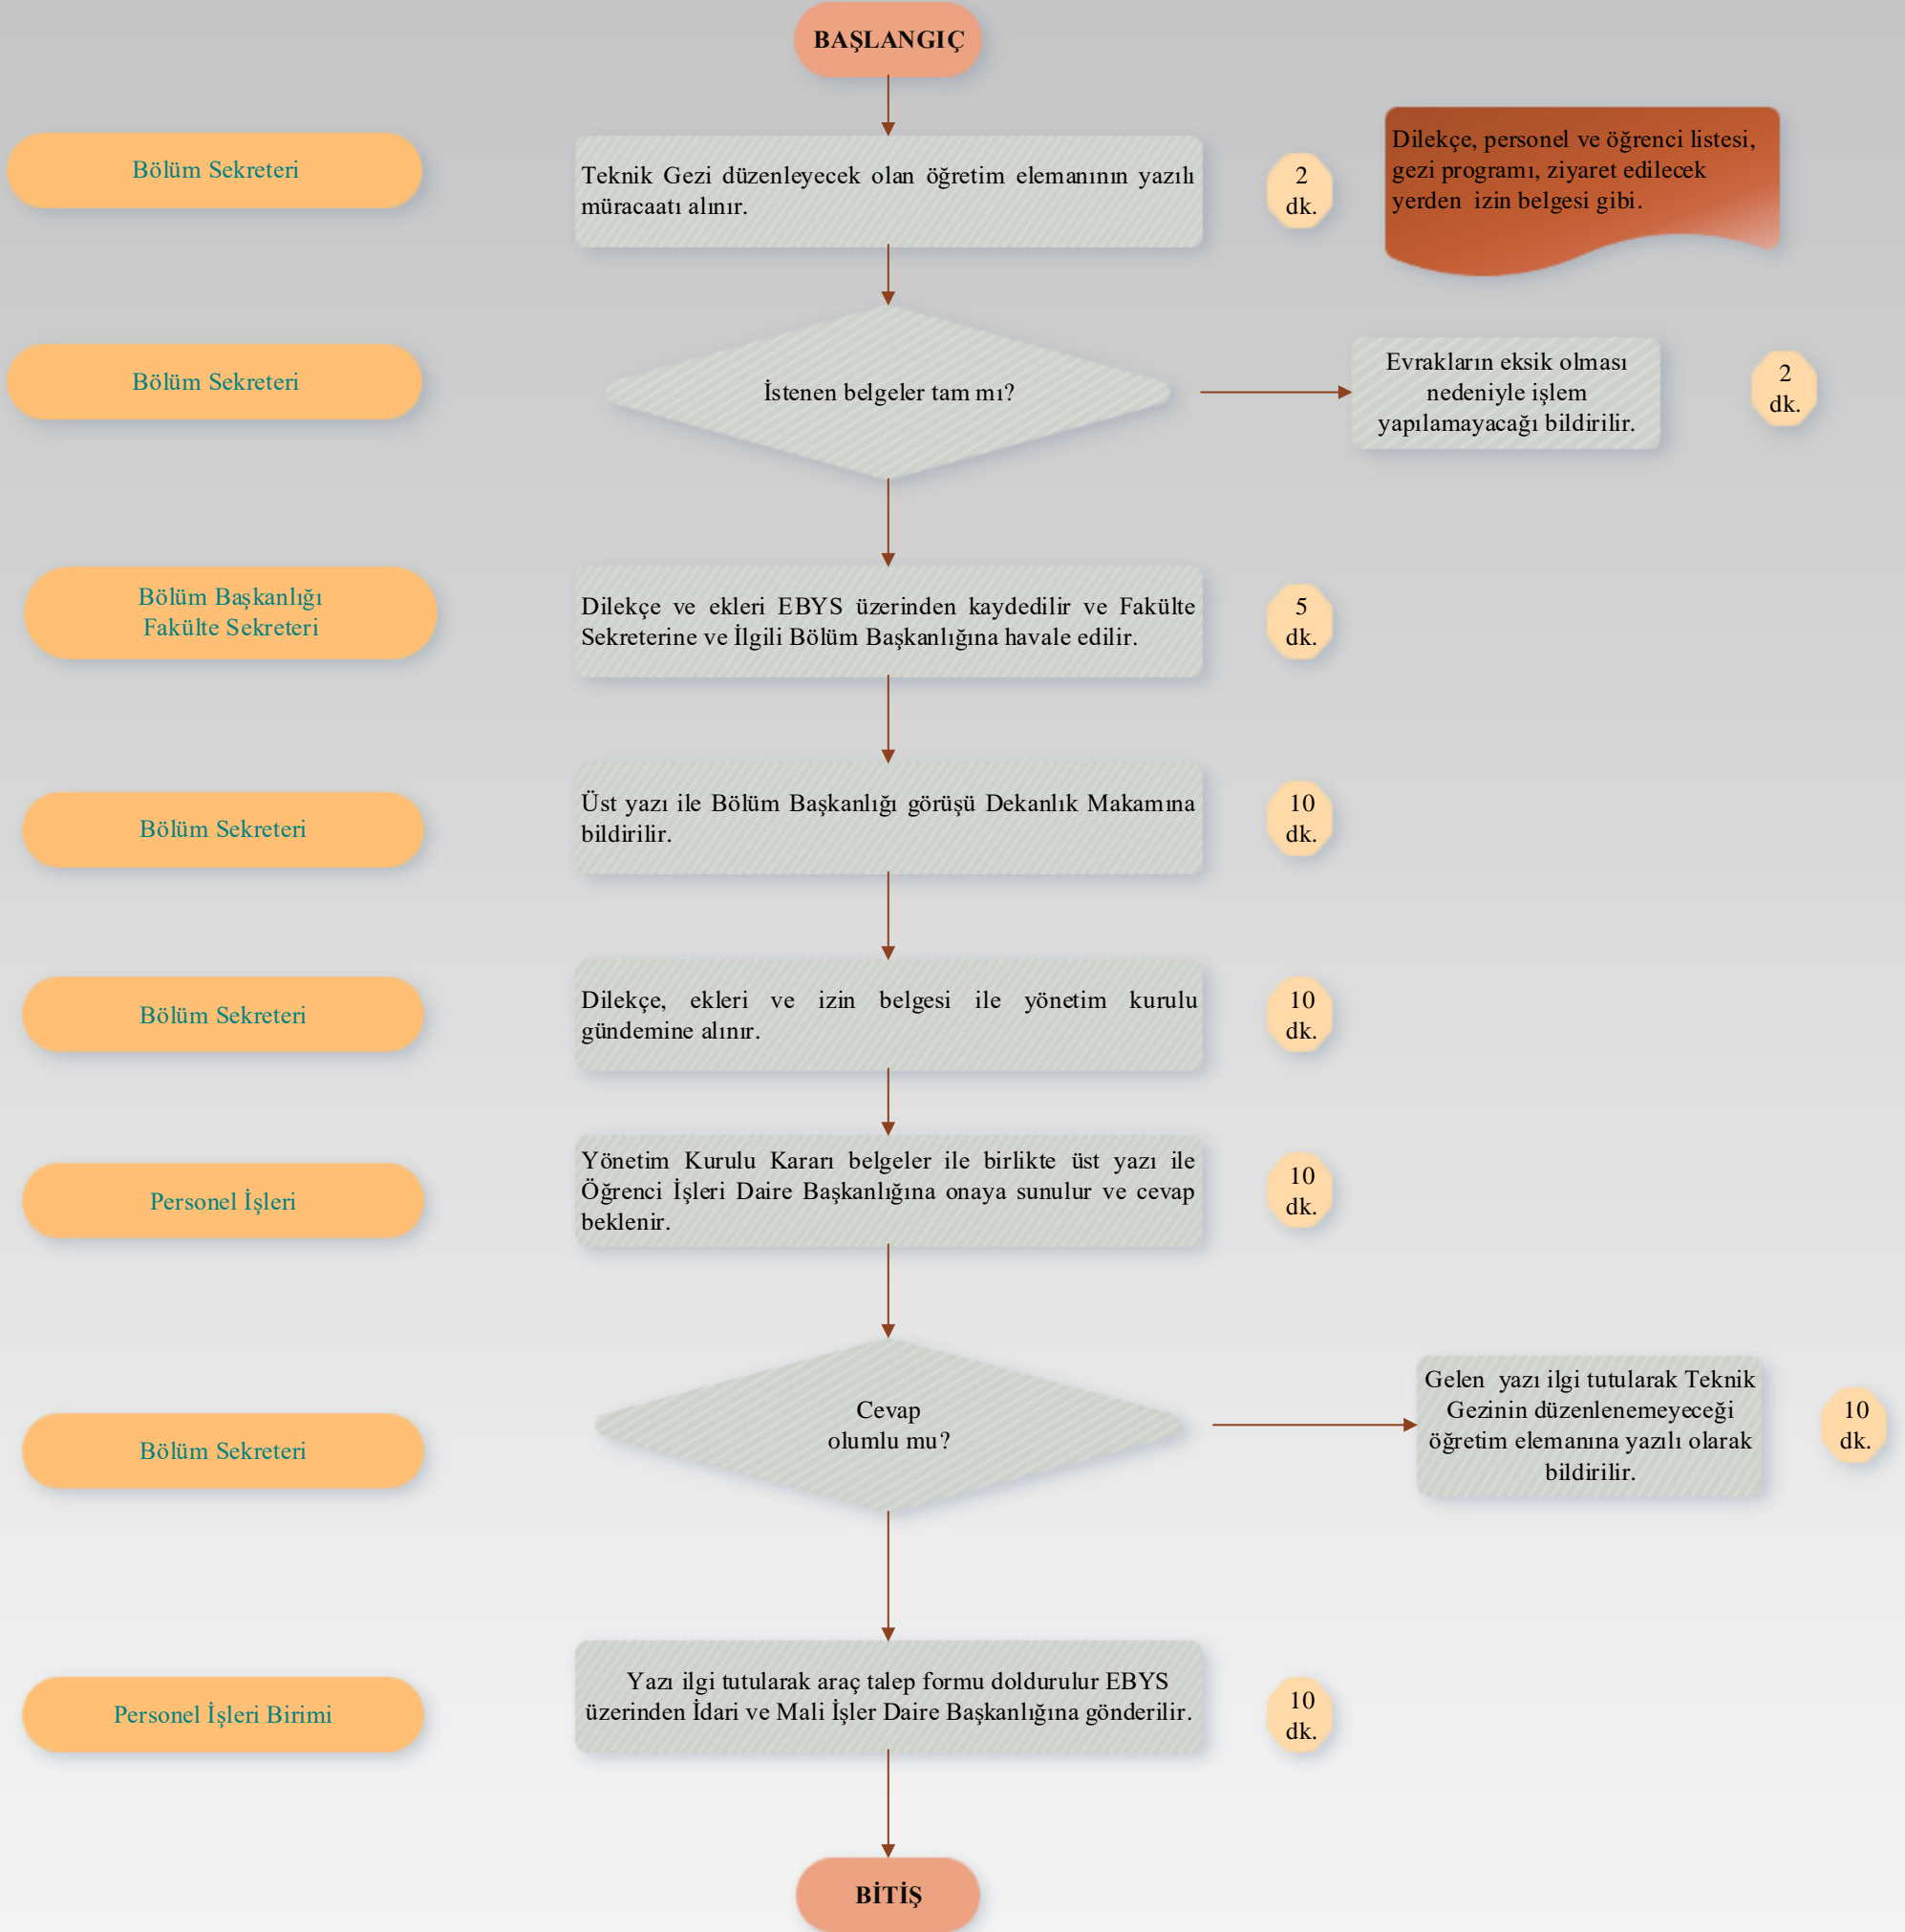 BAŞLANGIÇ
Bölüm Sekreteri
Teknik Gezi düzenleyecek olan öğretim elemanının yazılı
müracaatı alınır.
2
dk.
Dilekçe, personel ve öğrenci listesi,
gezi programı, ziyaret edilecek
yerden izin belgesi gibi.
Bölüm Sekreteri
İstenen belgeler tam mı?
Evrakların eksik olması
nedeniyle işlem
yapılamayacağı bildirilir.
2
dk.
Bölüm Başkanlığı
Fakülte Sekreteri
Dilekçe ve ekleri EBYS üzerinden kaydedilir ve Fakülte
Sekreterine ve İlgili Bölüm Başkanlığına havale edilir.
5
dk.
Bölüm Sekreteri
Üst yazı ile Bölüm Başkanlığı görüşü Dekanlık Makamına
bildirilir.
10
dk.
Bölüm Sekreteri
Dilekçe, ekleri ve izin belgesi ile yönetim kurulu
gündemine alınır.
10
dk.
Personel İşleri
Yönetim Kurulu Kararı belgeler ile birlikte üst yazı ile
Öğrenci İşleri Daire Başkanlığına onaya sunulur ve cevap
beklenir.
10
dk.
Bölüm Sekreteri
Cevap
olumlu mu?
Gelen yazı ilgi tutularak Teknik
Gezinin düzenlenemeyeceği
öğretim elemanına yazılı olarak
bildirilir.
10
dk.
Personel İşleri Birimi
Yazı ilgi tutularak araç talep formu doldurulur EBYS
üzerinden İdari ve Mali İşler Daire Başkanlığına gönderilir.
10
dk.
BİTİŞ